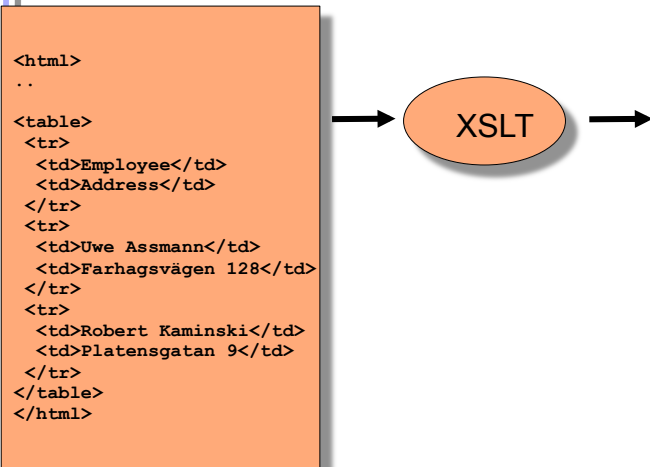 <html>
..
<table>
<tr>
<td>Employee</td>
<td>Address</td>
</tr>
<tr>
<td>Uwe Assmann</td>
<td>Farhagsvägen 128</td>
</tr>
<tr>
<td>Robert Kaminski</td>
<td>Platensgatan 9</td>
</tr>
</table>
</html>
XSLT